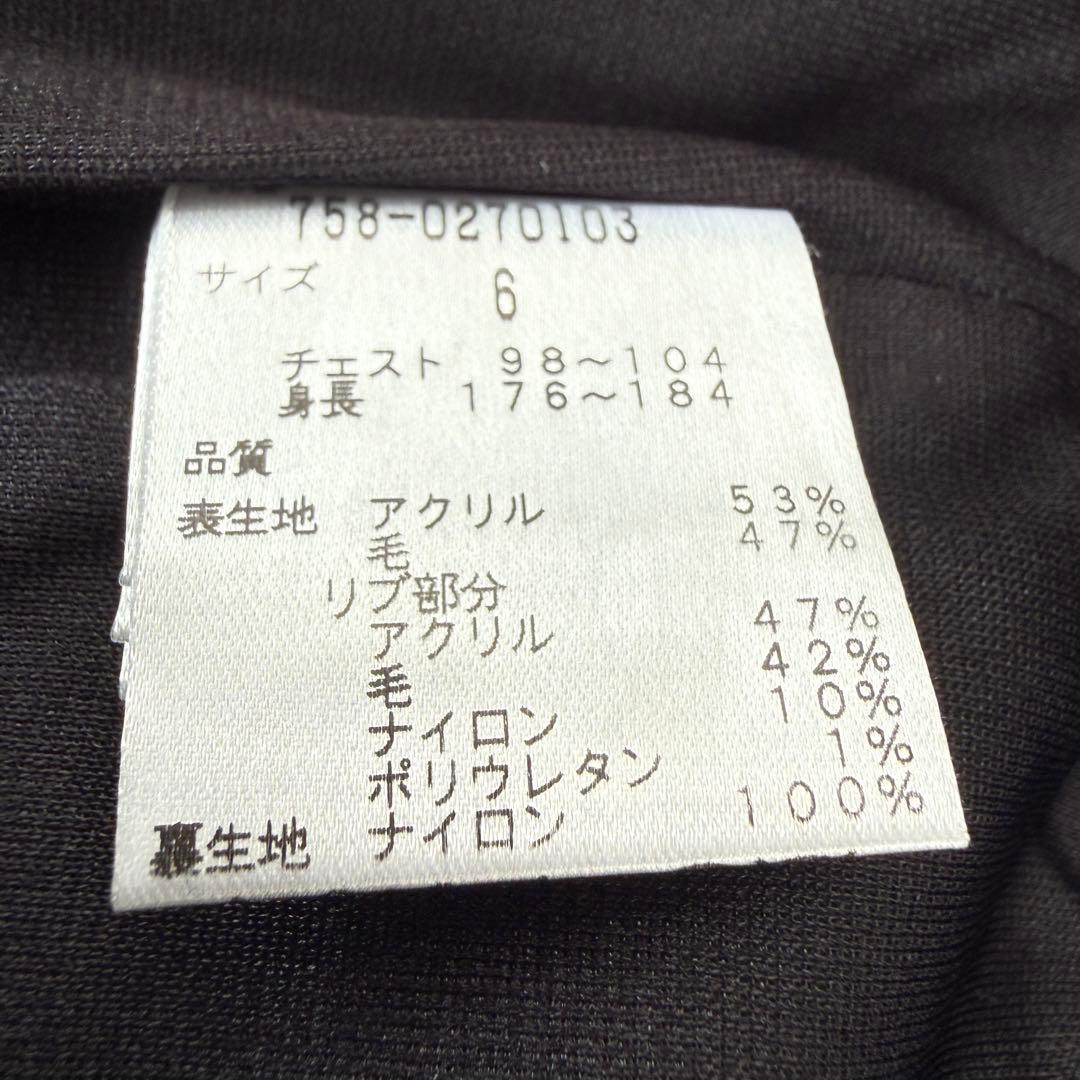 758-0270103
サイズ 6
チェスト 98～104
身長 176～184
品質
表生地 アクリル 53%
毛 47%
リブ部分
アクリル 47%
毛 42%
ナイロン 10%
ポリウレタン 1%
裏生地 ナイロン 100%